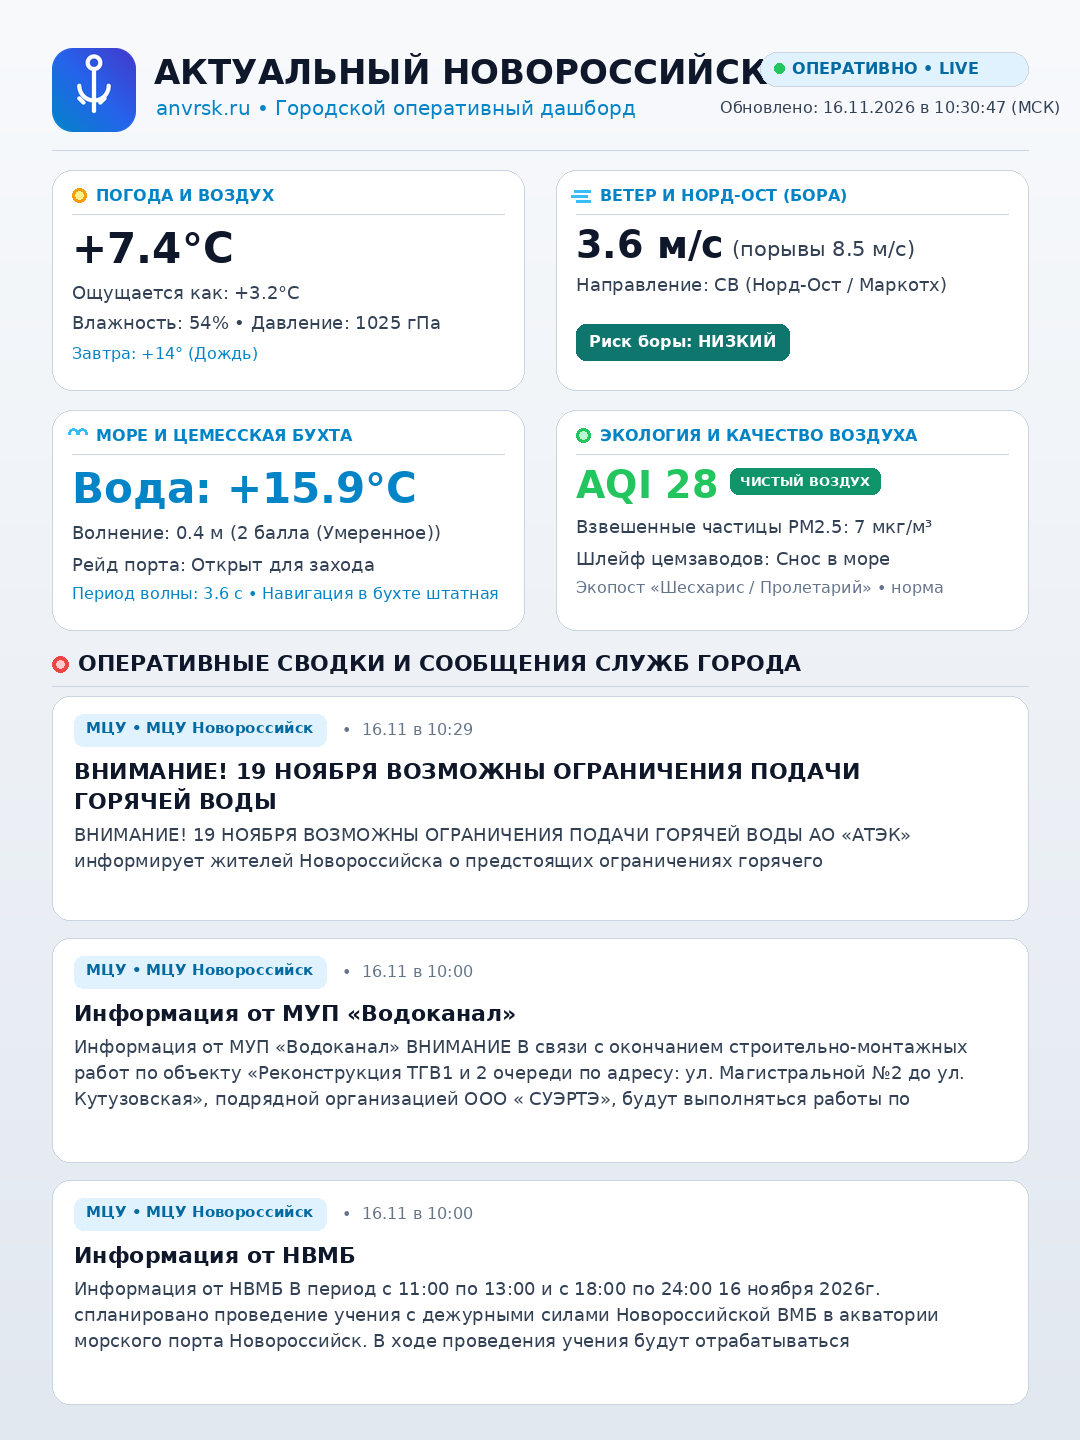 АКТУАЛЬНЫЙ НОВОРОССИЙСК
ОПЕРАТИВНО • LIVE
anvrsk.ru • Городской оперативный дашборд
Обновлено: 16.11.2026 в 10:30:47 (МСК)
ПОГОДА И ВОЗДУХ
+7.4°C
Ощущается как: +3.2°C
Влажность: 54% • Давление: 1025 гПа
Завтра: +14° (Дождь)
ВЕТЕР И НОРД-ОСТ (БОРА)
3.6 м/с (порывы 8.5 м/с)
Направление: СВ (Норд-Ост / Маркотх)
Риск боры: НИЗКИЙ
МОРЕ И ЦЕМЕССКАЯ БУХТА
Вода: +15.9°C
Волнение: 0.4 м (2 балла (Умеренное))
Рейд порта: Открыт для захода
Период волны: 3.6 с • Навигация в бухте штатная
ЭКОЛОГИЯ И КАЧЕСТВО ВОЗДУХА
AQI 28 ЧИСТЫЙ ВОЗДУХ
Взвешенные частицы PM2.5: 7 мкг/м³
Шлейф цемзаводов: Снос в море
Экопост «Шесхарис / Пролетарий» • норма
ОПЕРАТИВНЫЕ СВОДКИ И СООБЩЕНИЯ СЛУЖБ ГОРОДА
МЦУ • МЦУ Новороссийск • 16.11 в 10:29
ВНИМАНИЕ! 19 НОЯБРЯ ВОЗМОЖНЫ ОГРАНИЧЕНИЯ ПОДАЧИ
ГОРЯЧЕЙ ВОДЫ
ВНИМАНИЕ! 19 НОЯБРЯ ВОЗМОЖНЫ ОГРАНИЧЕНИЯ ПОДАЧИ ГОРЯЧЕЙ ВОДЫ АО «АТЭК»
информирует жителей Новороссийска о предстоящих ограничениях горячего
МЦУ • МЦУ Новороссийск • 16.11 в 10:00
Информация от МУП «Водоканал»
Информация от МУП «Водоканал» ВНИМАНИЕ В связи с окончанием строительно-монтажных
работ по объекту «Реконструкция ТГВ1 и 2 очереди по адресу: ул. Магистральной №2 до ул.
Кутузовская», подрядной организацией ООО « СУЭРТЭ», будут выполняться работы по
МЦУ • МЦУ Новороссийск • 16.11 в 10:00
Информация от НВМБ
Информация от НВМБ В период с 11:00 по 13:00 и с 18:00 по 24:00 16 ноября 2026г.
спланировано проведение учения с дежурными силами Новороссийской ВМБ в акватории
морского порта Новороссийск. В ходе проведения учения будут отрабатываться